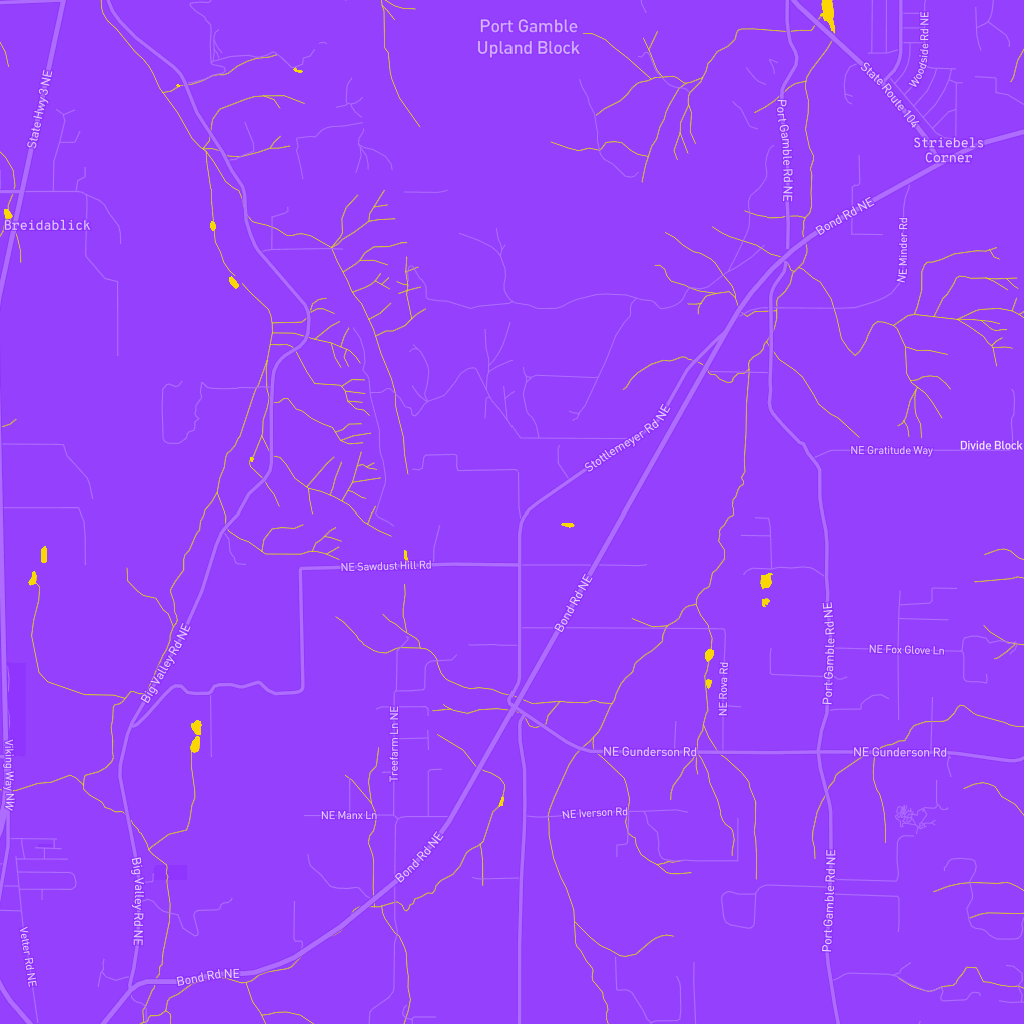 Port Gamble
Upland Block
Woodside Rd NE
State Route 104
State Hwy 3 NE
Striebels
Corner
Port Gamble Rd NE
Bond Rd NE
Breidablick
NE Minder Rd
Stottlemeyer Rd NE
Divide Block
NE Gratitude Way
NE Sawdust Hill Rd
Bond Rd NE
Port Gamble Rd NE
Big Valley Rd NE
NE Fox Glove Ln
NE Rova Rd
Treefarm Ln NE
Viking Way NW
NE Gunderson Rd
NE Gunderson Rd
NE Manx Ln
NE Iverson Rd
Bond Rd NE
Big Valley Rd NE
Port Gamble Rd NE
Vetter Rd NE
Bond Rd NE